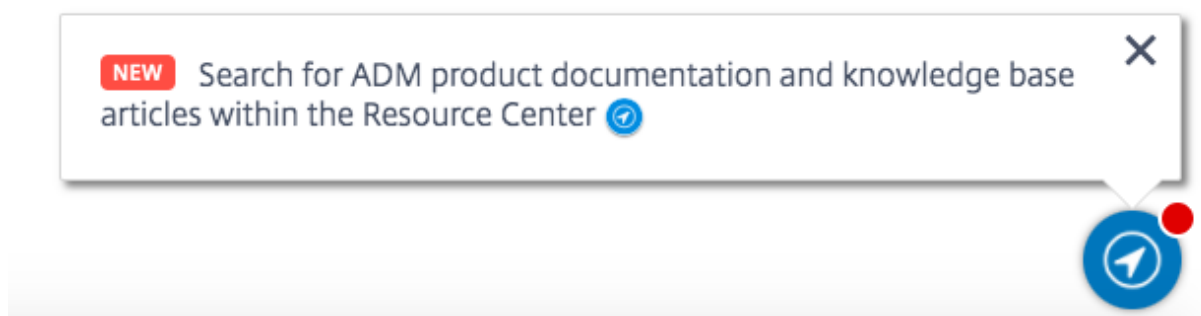 NEW Search for ADM product documentation and knowledge base
articles within the Resource Center